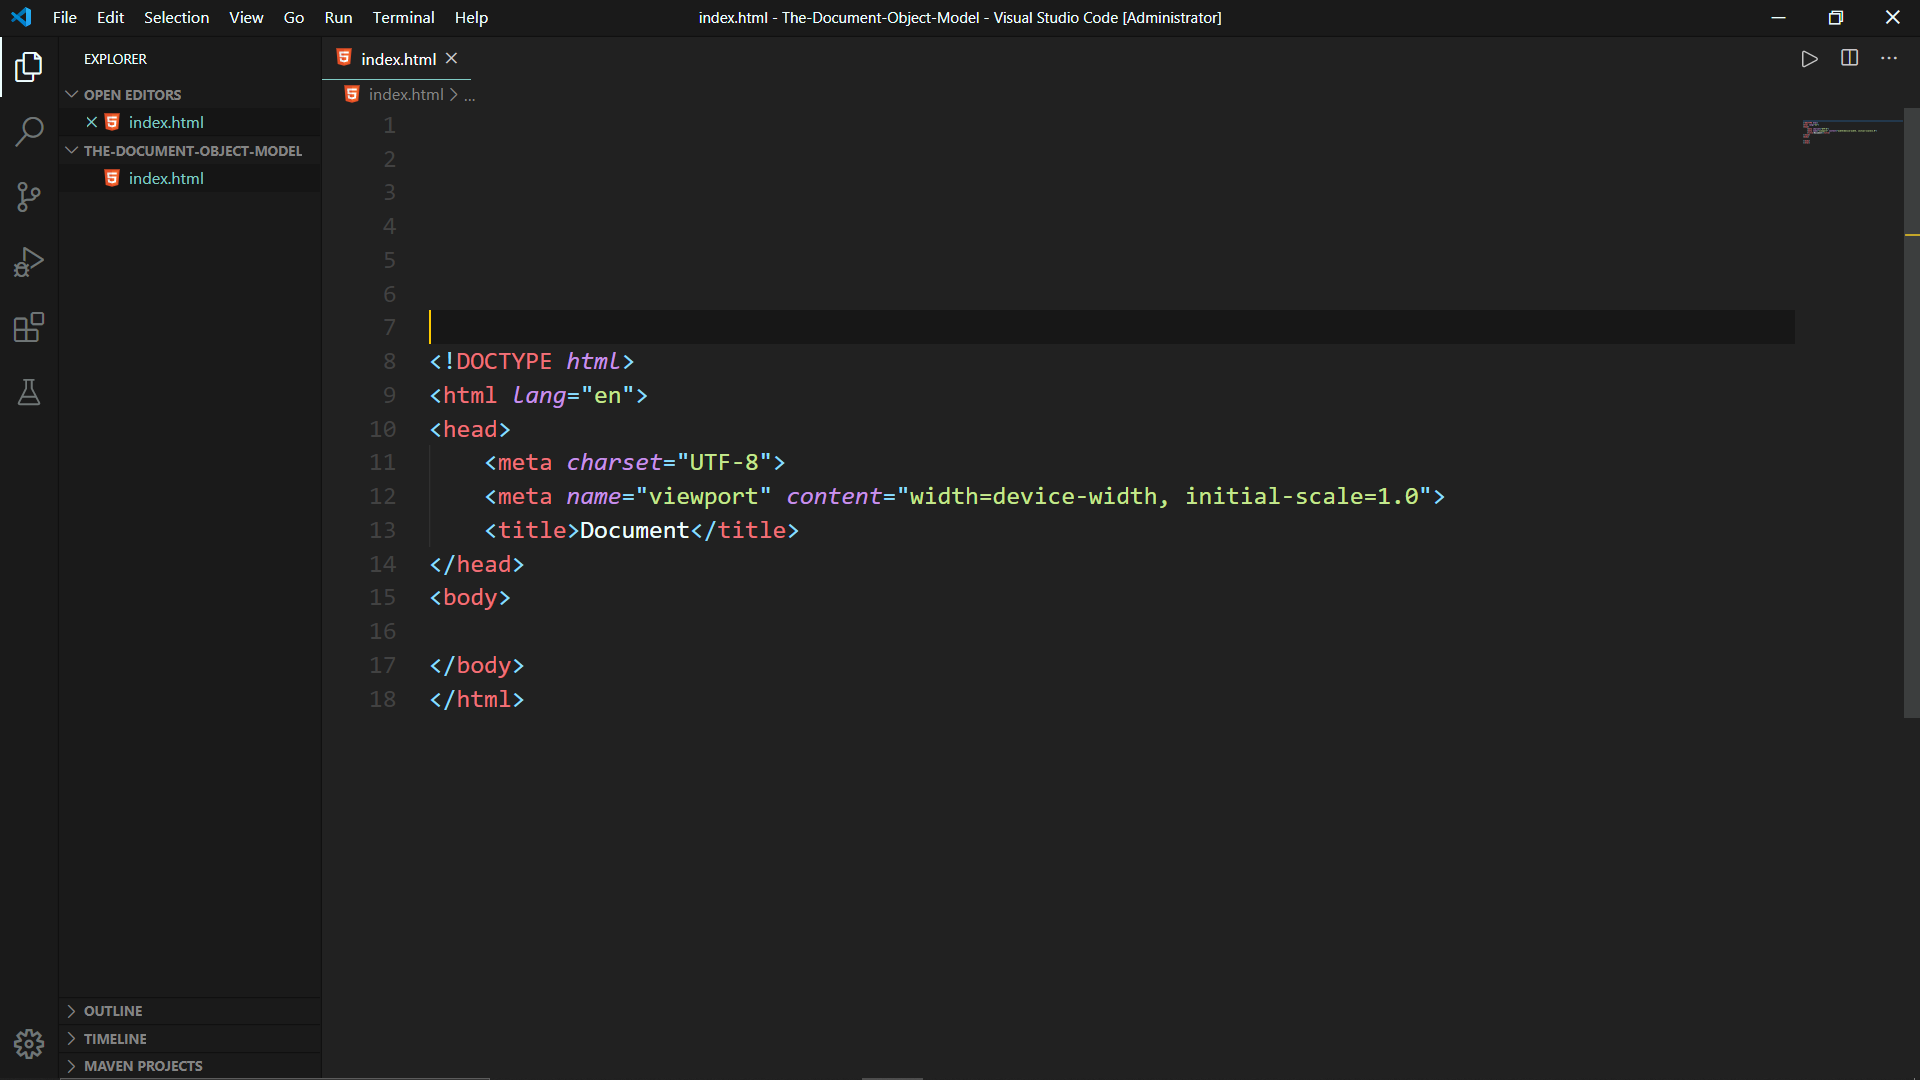 File Edit Selection View Go Run Terminal Help
index.html - The-Document-Object-Model - Visual Studio Code [Administrator]
EXPLORER
OPEN EDITORS
index.html
THE-DOCUMENT-OBJECT-MODEL
index.html
OUTLINE
TIMELINE
MAVEN PROJECTS
index.html
index.html > ...
1
2
3
4
5
6
7
8 <!DOCTYPE html>
9 <html lang="en">
10 <head>
11 <meta charset="UTF-8">
12 <meta name="viewport" content="width=device-width, initial-scale=1.0">
13 <title>Document</title>
14 </head>
15 <body>
16
17 </body>
18 </html>